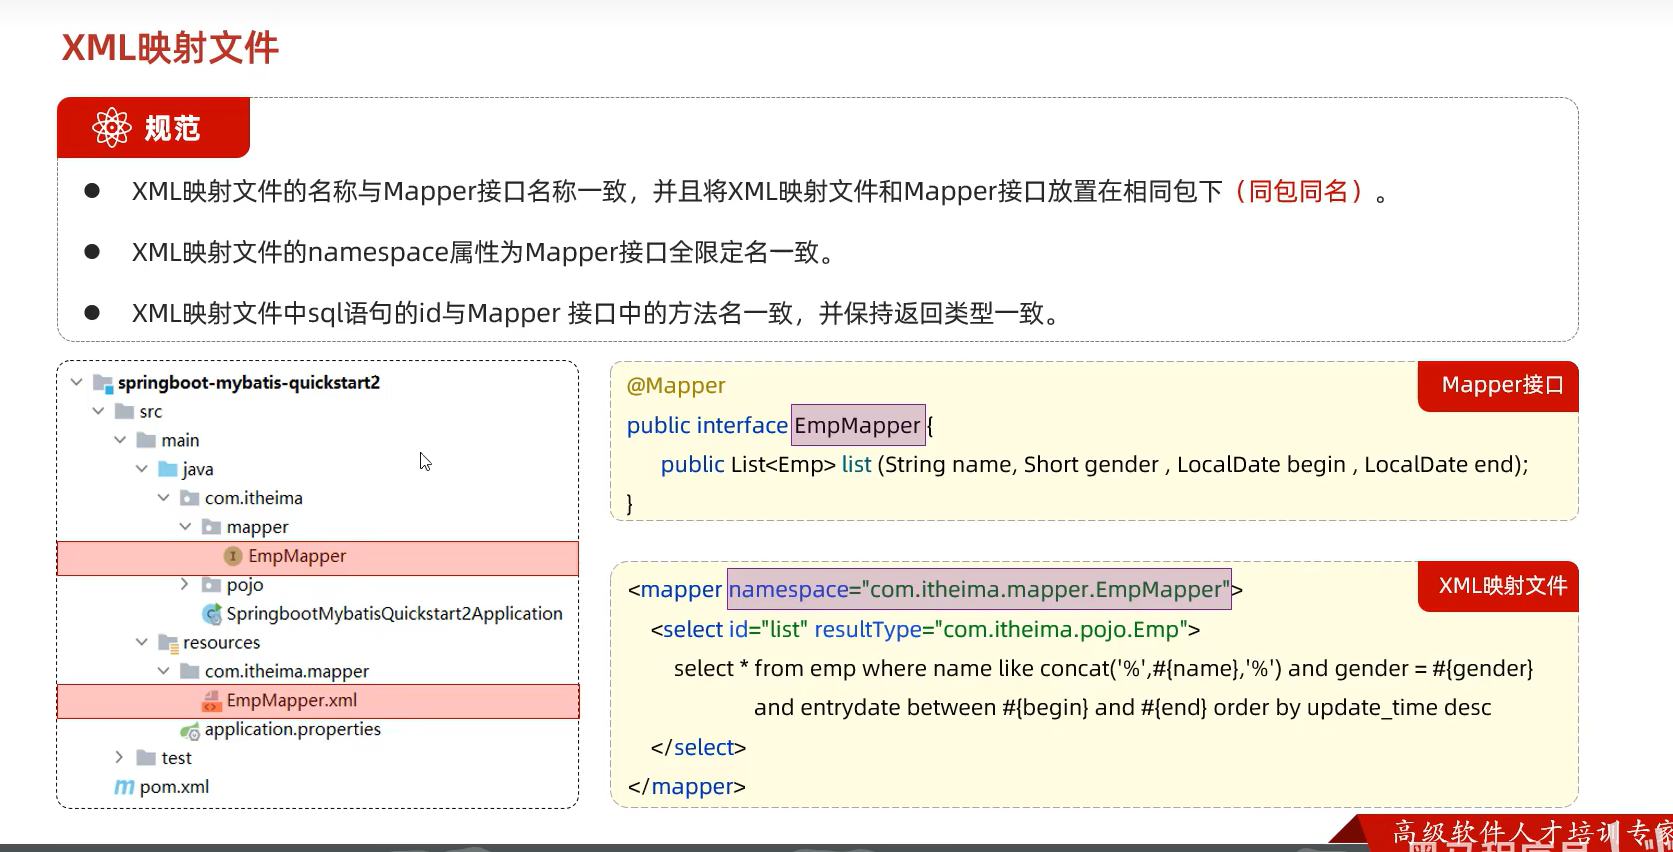 XML映射文件
规范
XML映射文件的名称与Mapper接口名称一致，并且将XML映射文件和Mapper接口放置在相同包下（同包同名）。
XML映射文件的namespace属性为Mapper接口全限定名一致。
XML映射文件中sql语句的id与Mapper 接口中的方法名一致，并保持返回类型一致。
springboot-mybatis-quickstart2
src
main
java
com.itheima
mapper
EmpMapper
pojo
SpringbootMybatisQuickstart2Application
resources
com.itheima.mapper
EmpMapper.xml
application.properties
test
pom.xml
Mapper接口
@Mapper
public interface EmpMapper {
public List<Emp> list (String name, Short gender , LocalDate begin , LocalDate end);
}
XML映射文件
<mapper namespace="com.itheima.mapper.EmpMapper">
<select id="list" resultType="com.itheima.pojo.Emp">
select * from emp where name like concat('%',#{name},'%') and gender = #{gender}
and entrydate between #{begin} and #{end} order by update_time desc
</select>
</mapper>
高级软件人才培训专家